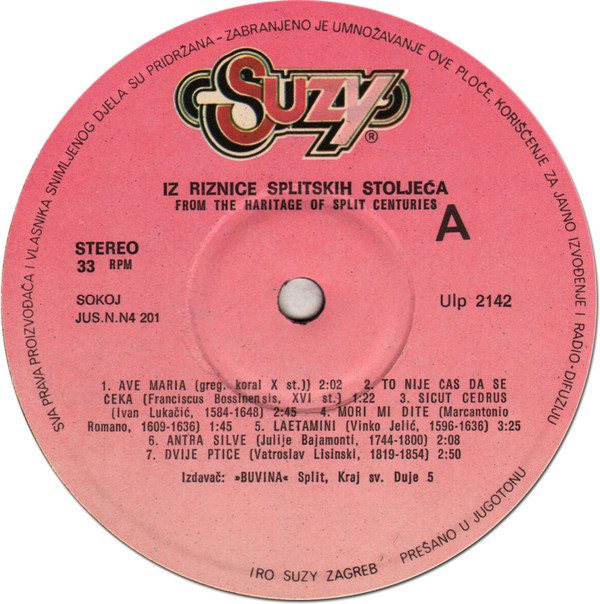 SVA PRAVA PROIZVOĐAČA I VLASNIKA SNIMLJENOG DJELA SU PRIDRŽANA - ZABRANJENO JE UMNOŽAVANJE OVE PLOČE, KORIŠĆENJE ZA JAVNO IZVOĐENJE I RADIO-DIFUZIJU
SUZY®
IZ RIZNICE SPLITSKIH STOLJEĆA
FROM THE HARITAGE OF SPLIT CENTURIES
A
STEREO
33 RPM
SOKOJ
JUS.N.N4 201
Ulp 2142
1. AVE MARIA (greg. koral X st.)) 2:02 2. TO NIJE ČAS DA SE
ČEKA (Franciscus Bossinensis, XVI st.) 1:22 3. SICUT CEDRUS
(Ivan Lukačić, 1584-1648) 2:45 4. MORI MI DITE (Marcantonio
Romano, 1609-1636) 1:45 5. LAETAMINI (Vinko Jelić, 1596-1636) 3:25
6. ANTRA SILVE (Julije Bajamonti, 1744-1800) 2:08
7. DVIJE PTICE (Vatroslav Lisinski, 1819-1854) 2:50
Izdavač: »BUVINA« Split, Kraj sv. Duje 5
IRO SUZY ZAGREB
PREŠANO U JUGOTONU